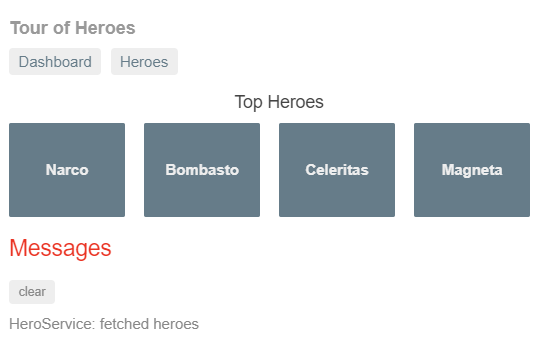 Tour of Heroes
Dashboard Heroes
Top Heroes
Narco Bombasto Celeritas Magneta
Messages
clear
HeroService: fetched heroes